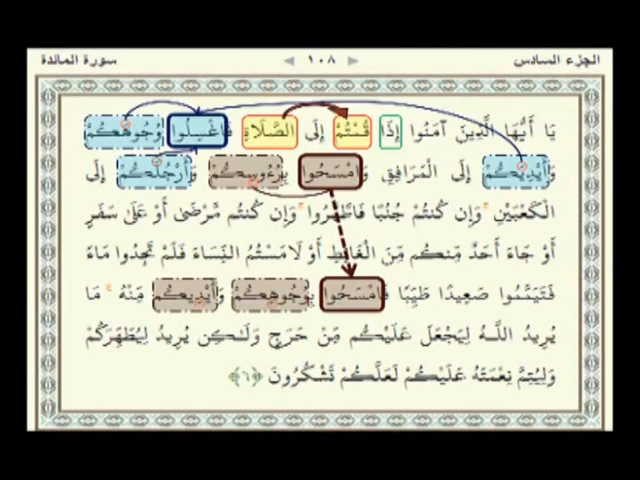 الجزء السادس ١٠٨ سورة المائدة
يَا أَيُّهَا الَّذِينَ آمَنُوا إِذَا قُمْتُمْ إِلَى الصَّلَاةِ فَاغْسِلُوا وُجُوهَكُمْ
وَأَيْدِيَكُمْ إِلَى الْمَرَافِقِ وَامْسَحُوا بِرُءُوسِكُمْ وَأَرْجُلَكُمْ إِلَى
الْكَعْبَيْنِ وَإِن كُنتُمْ جُنُبًا فَاطَّهَّرُوا وَإِن كُنتُم مَّرْضَىٰ أَوْ عَلَىٰ سَفَرٍ
أَوْ جَاءَ أَحَدٌ مِّنكُم مِّنَ الْغَائِطِ أَوْ لَامَسْتُمُ النِّسَاءَ فَلَمْ تَجِدُوا مَاءً
فَتَيَمَّمُوا صَعِيدًا طَيِّبًا فَامْسَحُوا بِوُجُوهِكُمْ وَأَيْدِيكُم مِّنْهُ مَا
يُرِيدُ اللَّـهُ لِيَجْعَلَ عَلَيْكُم مِّنْ حَرَجٍ وَلَـٰكِن يُرِيدُ لِيُطَهِّرَكُمْ
وَلِيُتِمَّ نِعْمَتَهُ عَلَيْكُمْ لَعَلَّكُمْ تَشْكُرُونَ ﴿٦﴾